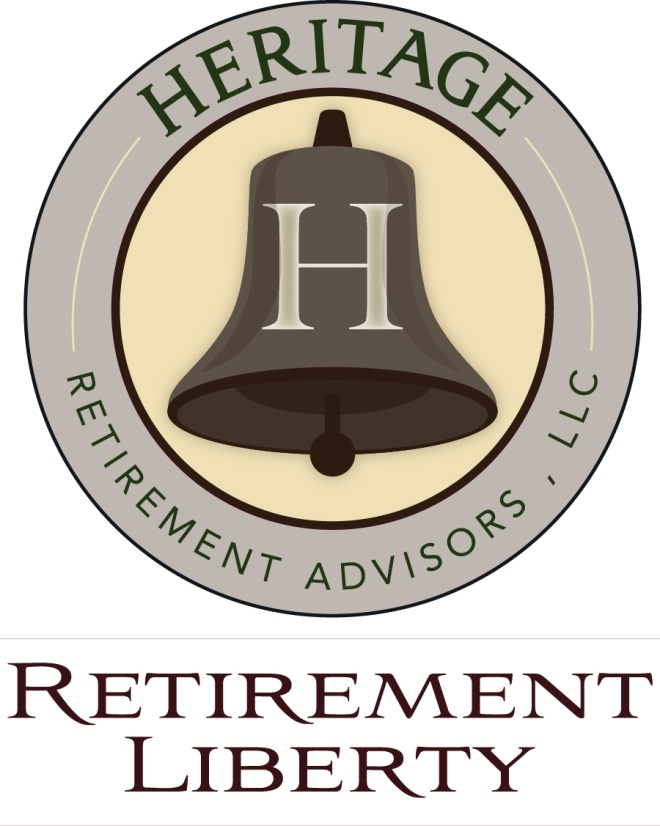 HERITAGE
H
RETIREMENT ADVISORS , LLC
RETIREMENT
LIBERTY